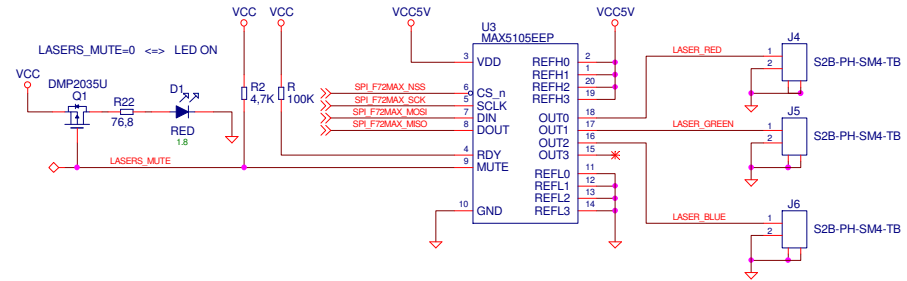 VCC VCC VCC5V VCC5V
U3
MAX5105EEP
J4
LASERS_MUTE=0 <=> LED ON
LASER_RED
1
2
S2B-PH-SM4-TB
3 VDD REFH0 2
REFH1 1
REFH2 20
REFH3 19
VCC
DMP2035U
Q1
R22
76,8
D1
RED
1.8
R2
4,7K
R
100K
SPI_F72MAX_NSS
SPI_F72MAX_SCK
SPI_F72MAX_MOSI
SPI_F72MAX_MISO
6 CS_n
5 SCLK
7 DIN
8 DOUT
OUT0 18
OUT1 17
OUT2 16
OUT3 15
LASER_GREEN
J5
1
2
S2B-PH-SM4-TB
4 RDY
9 MUTE
LASERS_MUTE
REFL0 11
REFL1 12
REFL2 13
REFL3 14
10 GND
LASER_BLUE
J6
1
2
S2B-PH-SM4-TB